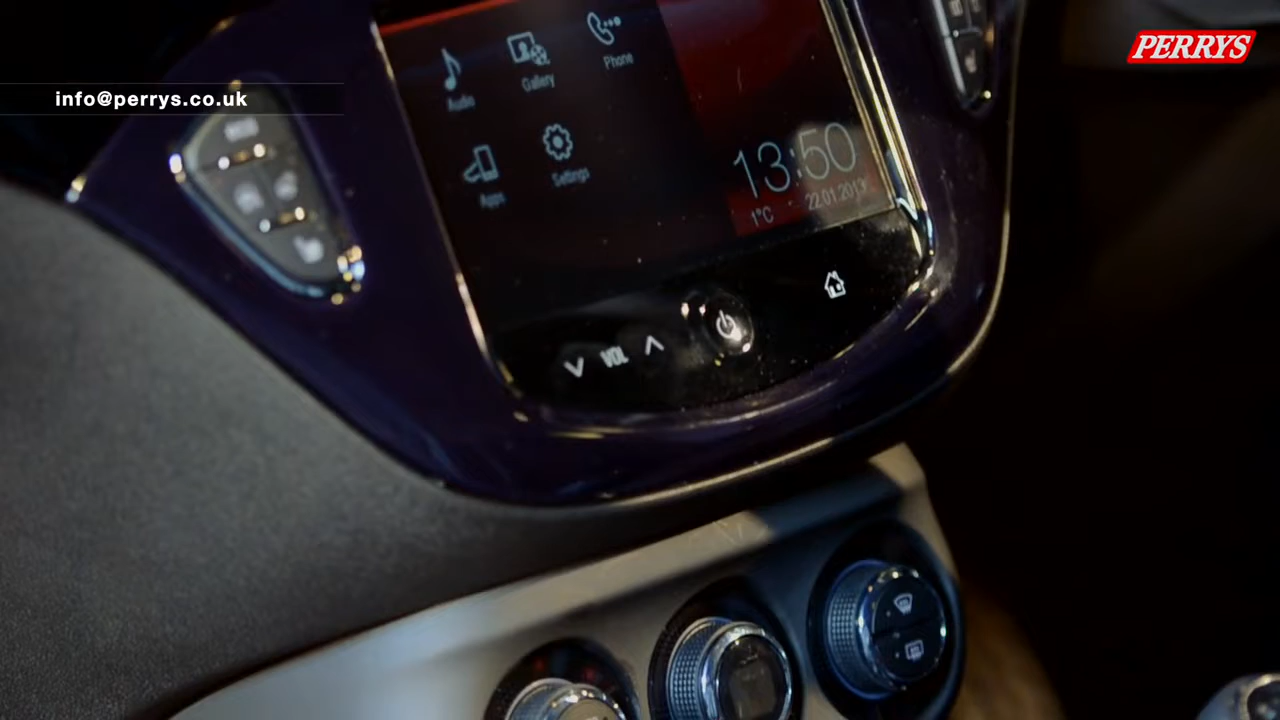 PERRYS
info@perrys.co.uk
Audio
Gallery
Phone
Apps
Settings
13:50
1°C
VOL